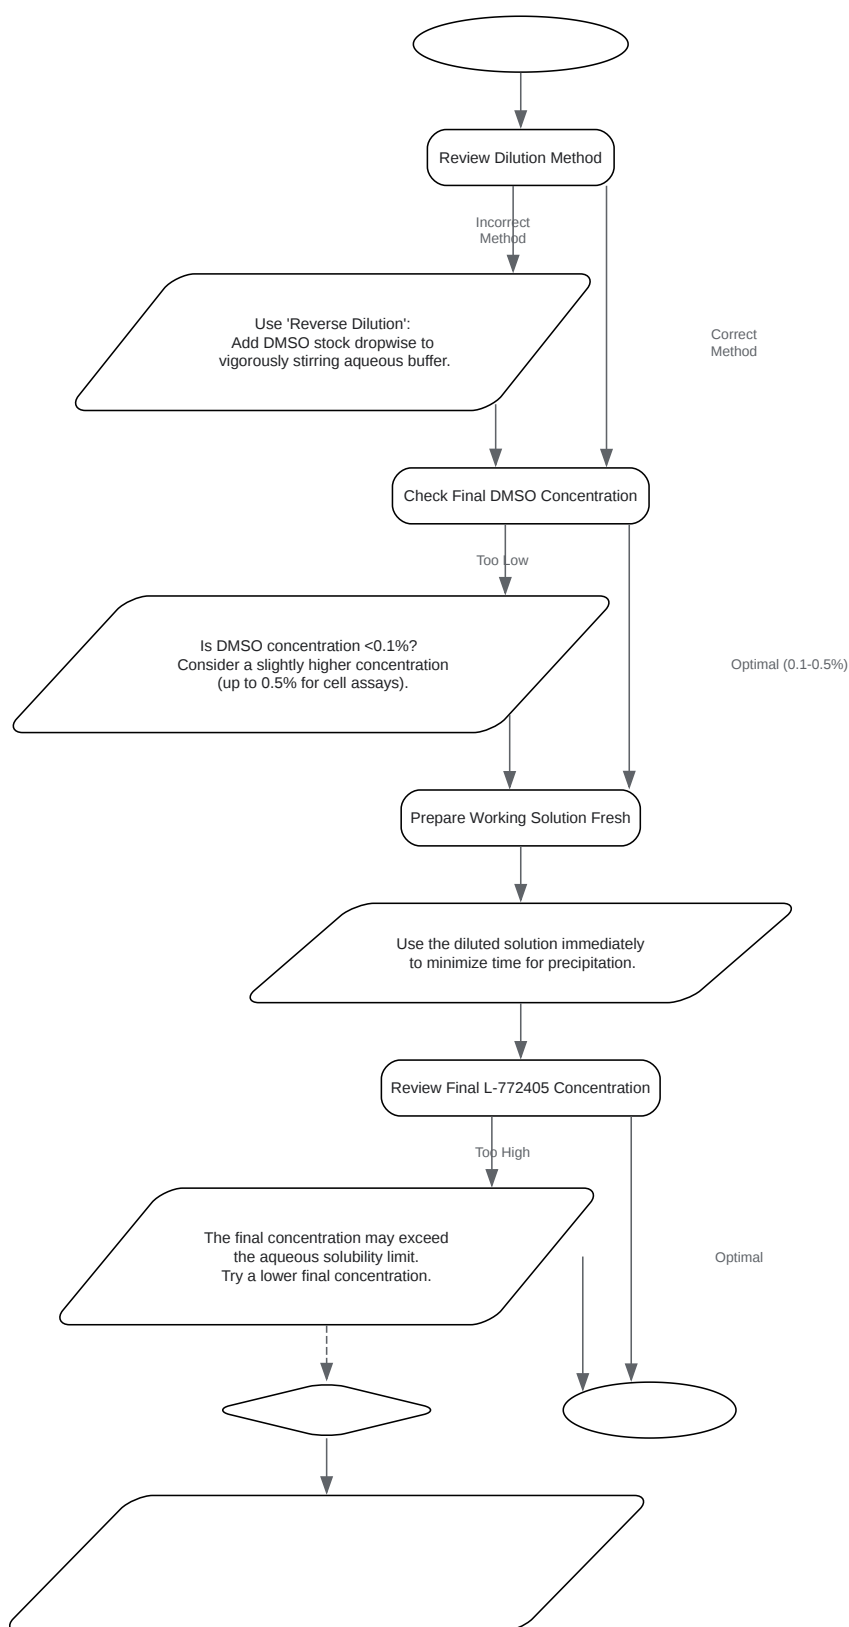 Review Dilution Method
Incorrect
Method
Use 'Reverse Dilution':
Add DMSO stock dropwise to
vigorously stirring aqueous buffer.
Correct
Method
Check Final DMSO Concentration
Too Low
Is DMSO concentration <0.1%?
Consider a slightly higher concentration
(up to 0.5% for cell assays).
Optimal (0.1-0.5%)
Prepare Working Solution Fresh
Use the diluted solution immediately
to minimize time for precipitation.
Review Final L-772405 Concentration
Too High
The final concentration may exceed
the aqueous solubility limit.
Try a lower final concentration.
Optimal